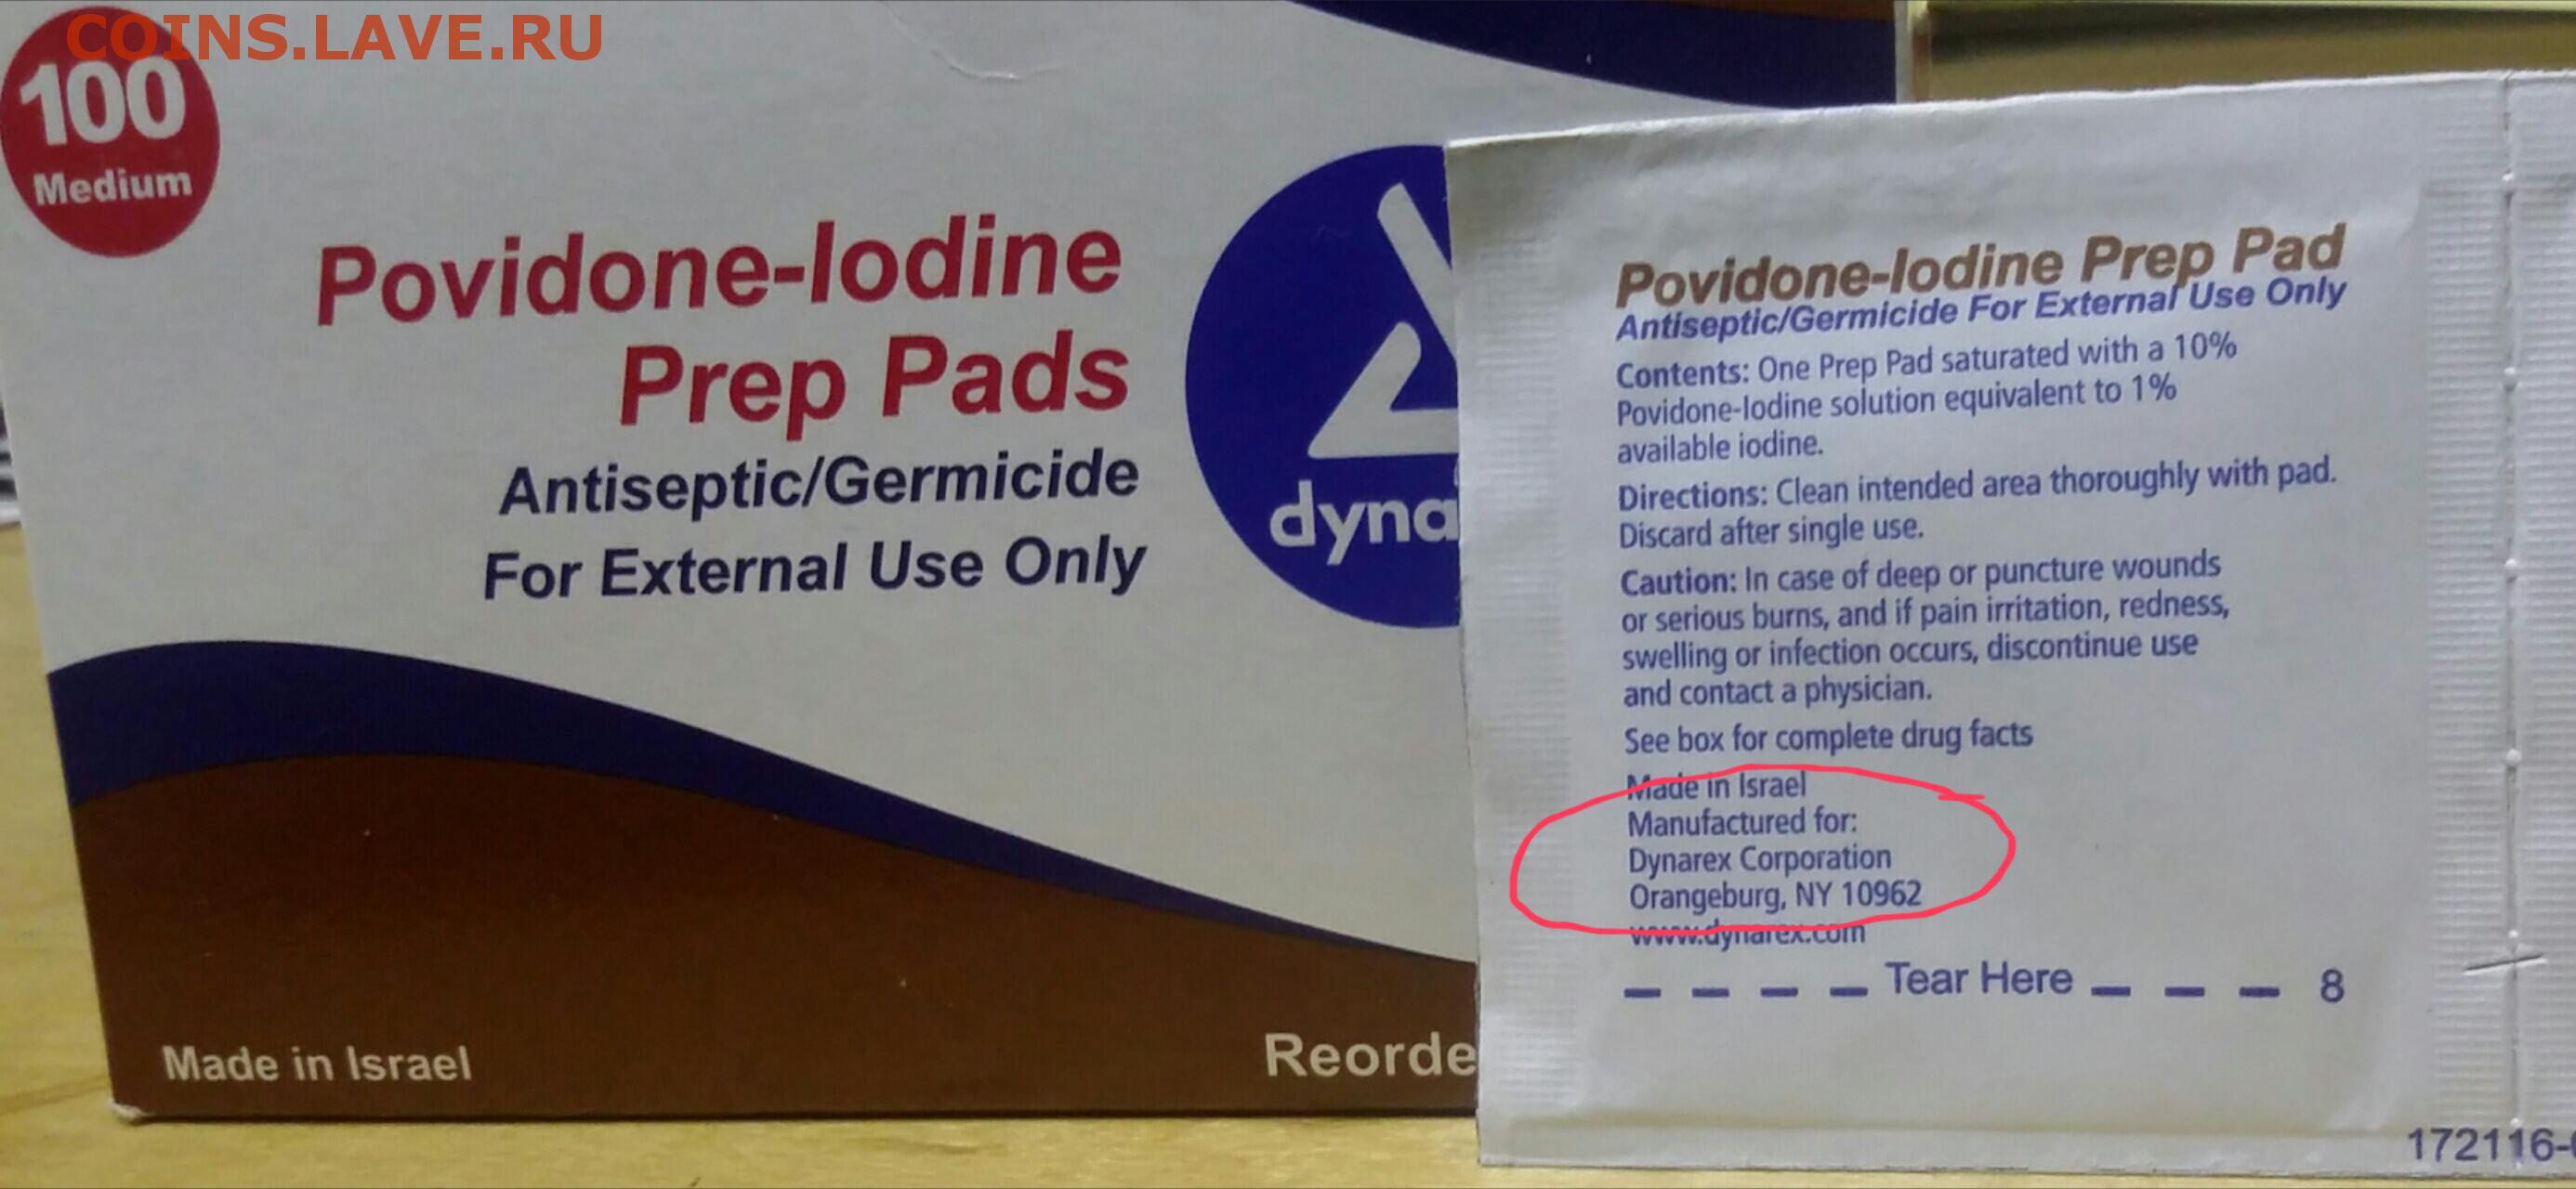 COINS.LAVE.RU
100
Medium
Povidone-Iodine
Prep Pads
Antiseptic/Germicide
For External Use Only
dyna
Made in Israel
Reorde
Povidone-Iodine Prep Pad
Antiseptic/Germicide For External Use Only
Contents: One Prep Pad saturated with a 10%
Povidone-Iodine solution equivalent to 1%
available iodine.
Directions: Clean intended area thoroughly with pad.
Discard after single use.
Caution: In case of deep or puncture wounds
or serious burns, and if pain irritation, redness,
swelling or infection occurs, discontinue use
and contact a physician.
See box for complete drug facts
Made in Israel
Manufactured for:
Dynarex Corporation
Orangeburg, NY 10962
www.dynarex.com
Tear Here 8
172116-